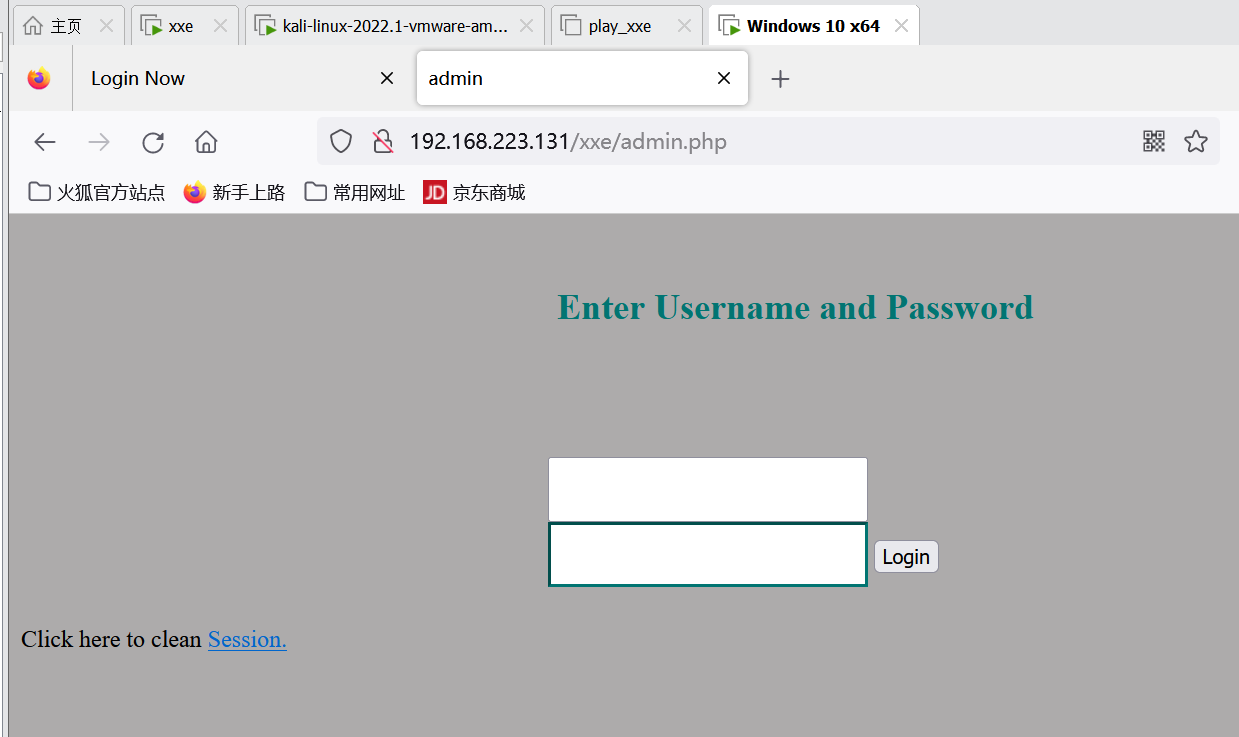 主页 xxe kali-linux-2022.1-vmware-am... play_xxe Windows 10 x64
Login Now admin
192.168.223.131/xxe/admin.php
火狐官方站点 新手上路 常用网址 JD 京东商城
Enter Username and Password
Login
Click here to clean Session.